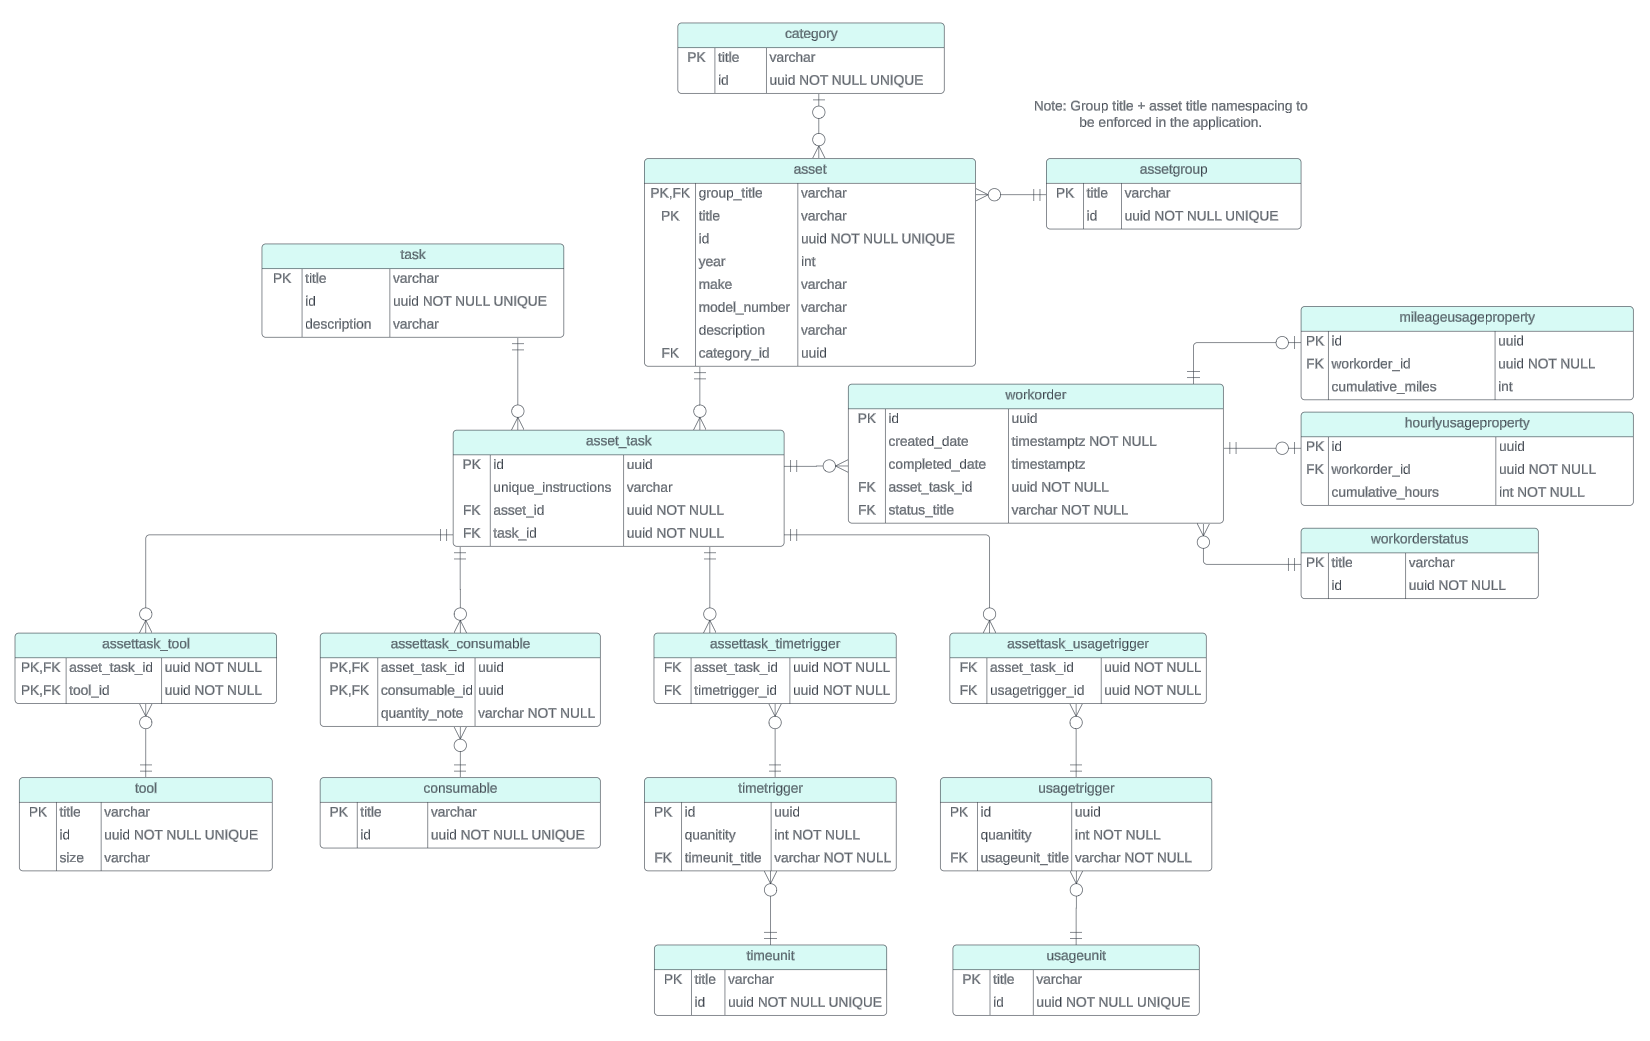 category
PK title varchar
id uuid NOT NULL UNIQUE
Note: Group title + asset title namespacing to
be enforced in the application.
asset
PK,FK group_title varchar
PK title varchar
id uuid NOT NULL UNIQUE
year int
make varchar
model_number varchar
description varchar
FK category_id uuid
assetgroup
PK title varchar
id uuid NOT NULL UNIQUE
task
PK title varchar
id uuid NOT NULL UNIQUE
description varchar
mileageusageproperty
PK id uuid
FK workorder_id uuid NOT NULL
cumulative_miles int
workorder
PK id uuid
created_date timestamptz NOT NULL
completed_date timestamptz
FK asset_task_id uuid NOT NULL
FK status_title varchar NOT NULL
hourlyusageproperty
PK id uuid
FK workorder_id uuid NOT NULL
cumulative_hours int NOT NULL
asset_task
PK id uuid
unique_instructions varchar
FK asset_id uuid NOT NULL
FK task_id uuid NOT NULL
workorderstatus
PK title varchar
id uuid NOT NULL
assettask_tool
PK,FK asset_task_id uuid NOT NULL
PK,FK tool_id uuid NOT NULL
assettask_consumable
PK,FK asset_task_id uuid
PK,FK consumable_id uuid
quantity_note varchar NOT NULL
assettask_timetrigger
FK asset_task_id uuid NOT NULL
FK timetrigger_id uuid NOT NULL
assettask_usagetrigger
FK asset_task_id uuid NOT NULL
FK usagetrigger_id uuid NOT NULL
tool
PK title varchar
id uuid NOT NULL UNIQUE
size varchar
consumable
PK title varchar
id uuid NOT NULL UNIQUE
timetrigger
PK id uuid
quanitity int NOT NULL
FK timeunit_title varchar NOT NULL
usagetrigger
PK id uuid
quanitity int NOT NULL
FK usageunit_title varchar NOT NULL
timeunit
PK title varchar
id uuid NOT NULL UNIQUE
usageunit
PK title varchar
id uuid NOT NULL UNIQUE